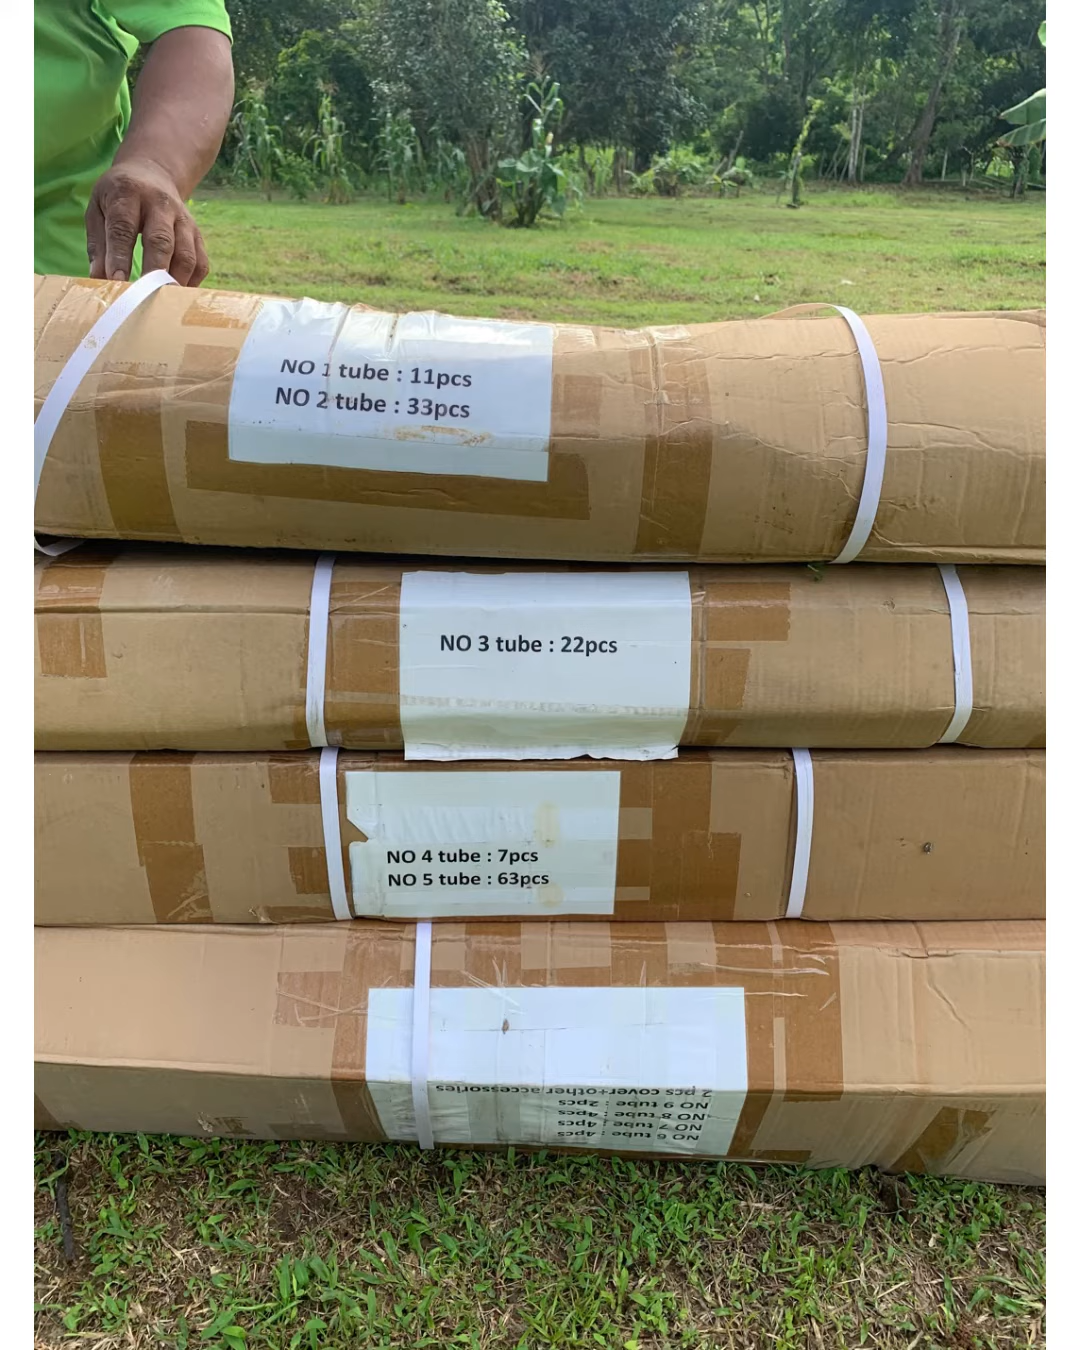 NO 1 tube : 11pcs
NO 2 tube : 33pcs
NO 3 tube : 22pcs
NO 4 tube : 7pcs
NO 5 tube : 63pcs
NO 6 tube : 4pcs
NO 7 tube : 4pcs
NO 8 tube : 4pcs
NO 9 tube : 2pcs
2 pcs cover+other accessories